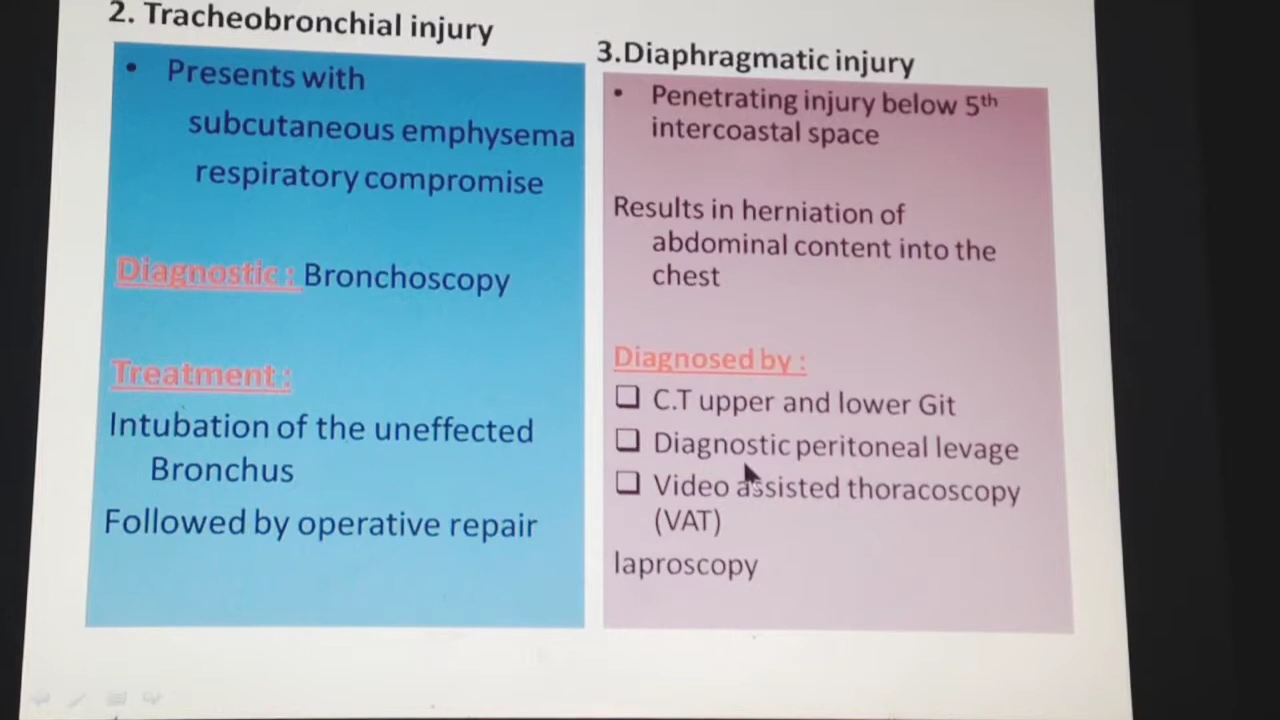 2. Tracheobronchial injury
• Presents with
subcutaneous emphysema
respiratory compromise
Diagnostic : Bronchoscopy
Treatment :
Intubation of the uneffected
Bronchus
Followed by operative repair
3.Diaphragmatic injury
• Penetrating injury below 5th
intercoastal space
Results in herniation of
abdominal content into the
chest
Diagnosed by :
❑ C.T upper and lower Git
❑ Diagnostic peritoneal levage
❑ Video assisted thoracoscopy
(VAT)
laproscopy